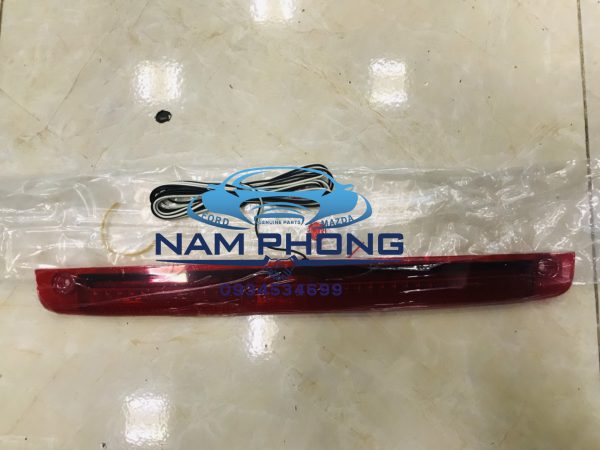 FORD
GENUINE PARTS
MAZDA
NAM PHONG
0934534699